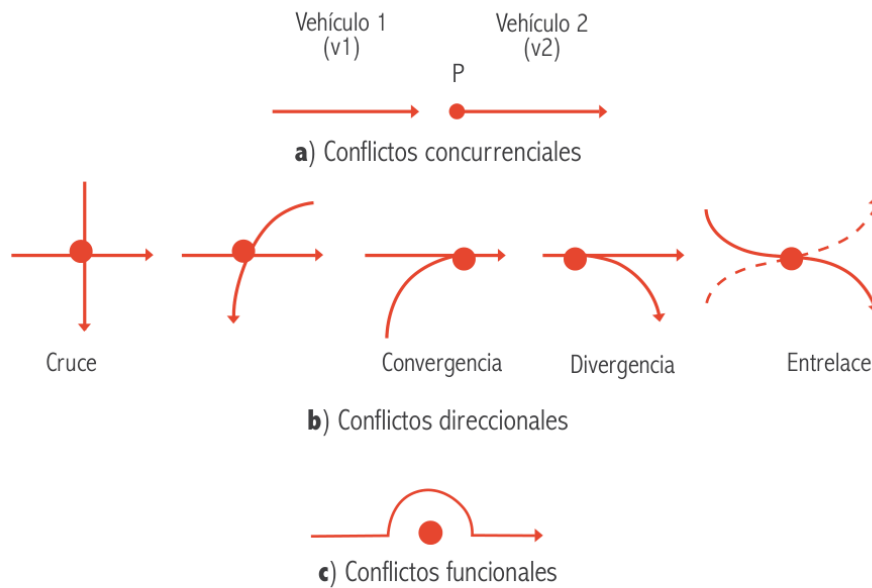 Vehículo 1
(v1)
Vehículo 2
(v2)
P
a) Conflictos concurrenciales
Cruce
Convergencia
Divergencia
Entrelace
b) Conflictos direccionales
c) Conflictos funcionales